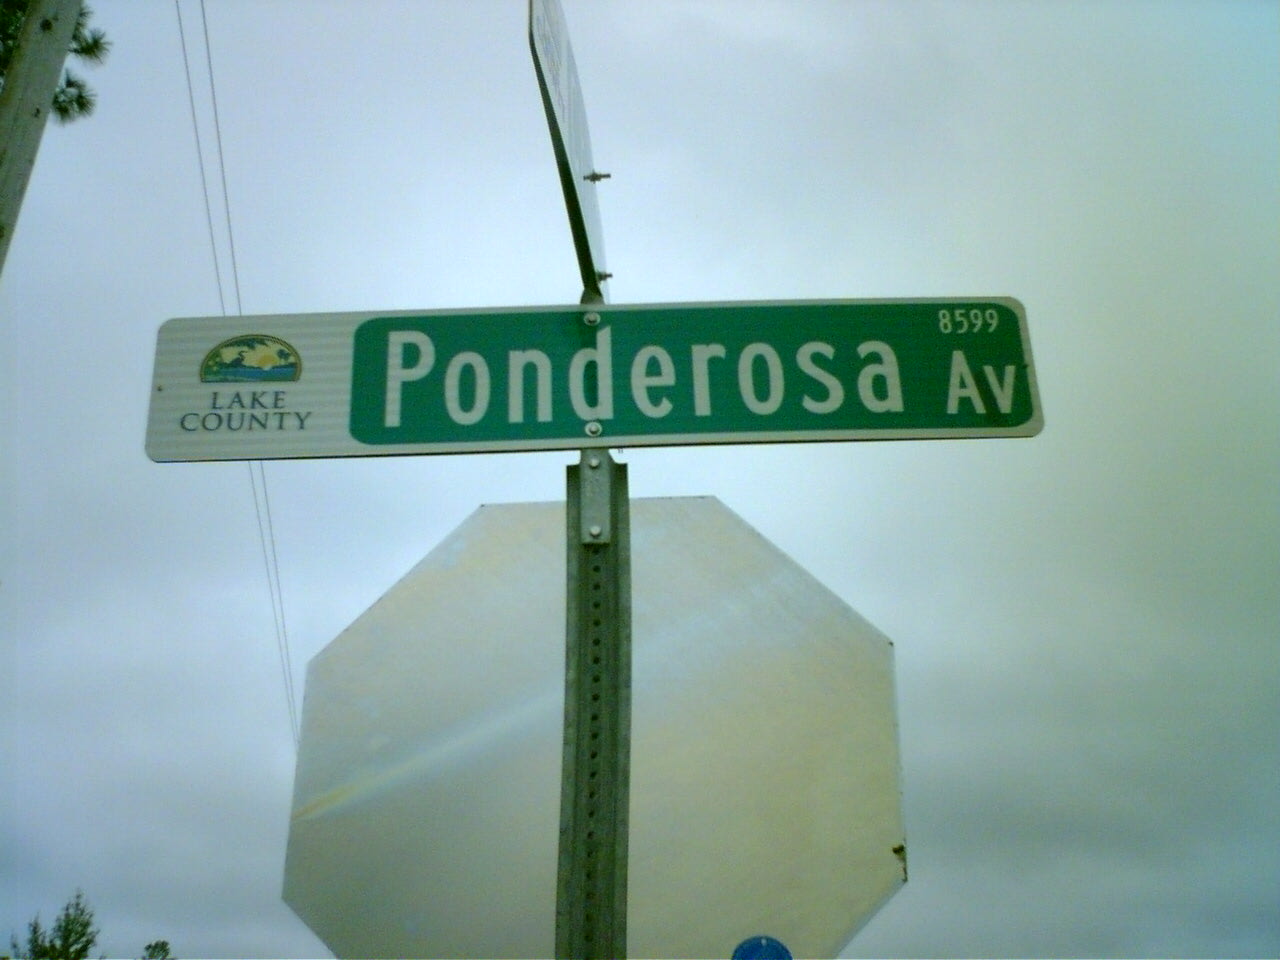 LAKE
COUNTY
Ponderosa Av
8599